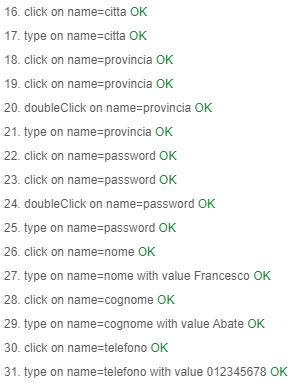 16. click on name=citta OK
17. type on name=citta OK
18. click on name=provincia OK
19. click on name=provincia OK
20. doubleClick on name=provincia OK
21. type on name=provincia OK
22. click on name=password OK
23. click on name=password OK
24. doubleClick on name=password OK
25. type on name=password OK
26. click on name=nome OK
27. type on name=nome with value Francesco OK
28. click on name=cognome OK
29. type on name=cognome with value Abate OK
30. click on name=telefono OK
31. type on name=telefono with value 012345678 OK